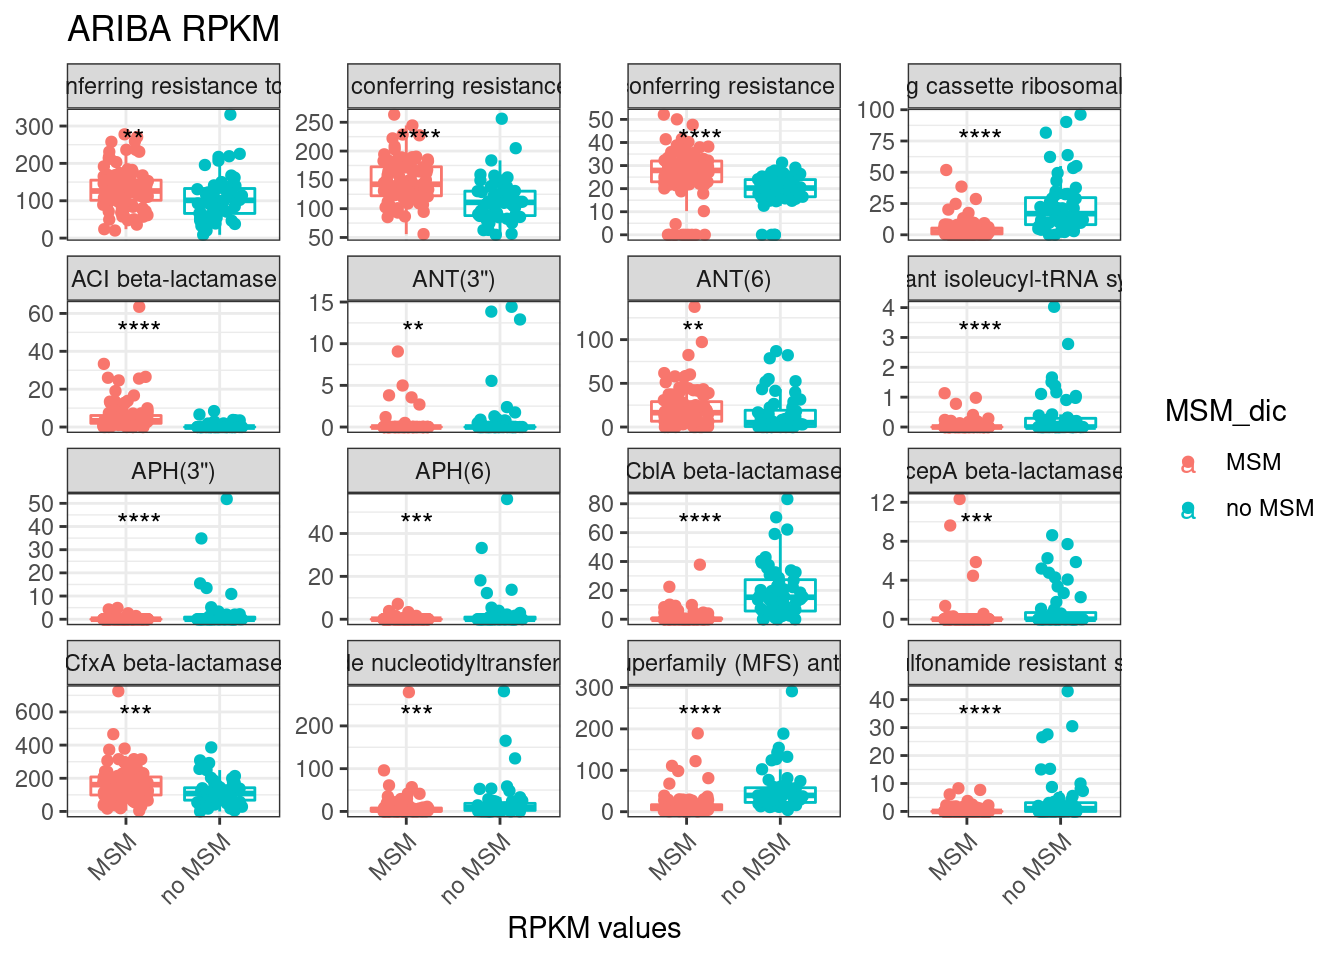 ARIBA RPKM
nferring resistance to
conferring resistance
onferring resistance
g cassette ribosomal
300
200
100
0
**
250
200
150
100
50
****
50
40
30
20
10
0
****
100
75
50
25
0
****
ACI beta-lactamase
ANT(3")
ANT(6)
ant isoleucyl-tRNA sy
60
40
20
0
****
15
10
5
0
**
100
50
0
**
4
3
2
1
0
****
APH(3")
APH(6)
CblA beta-lactamase
cepA beta-lactamase
50
40
30
20
10
0
****
40
20
0
***
80
60
40
20
0
****
12
8
4
0
***
CfxA beta-lactamase
le nucleotidyltransfer
uperfamily (MFS) ant
lfonamide resistant s
600
400
200
0
***
200
100
0
***
300
200
100
0
****
40
30
20
10
0
****
MSM
no MSM
MSM
no MSM
MSM
no MSM
MSM
no MSM
RPKM values
MSM_dic
a MSM
a no MSM